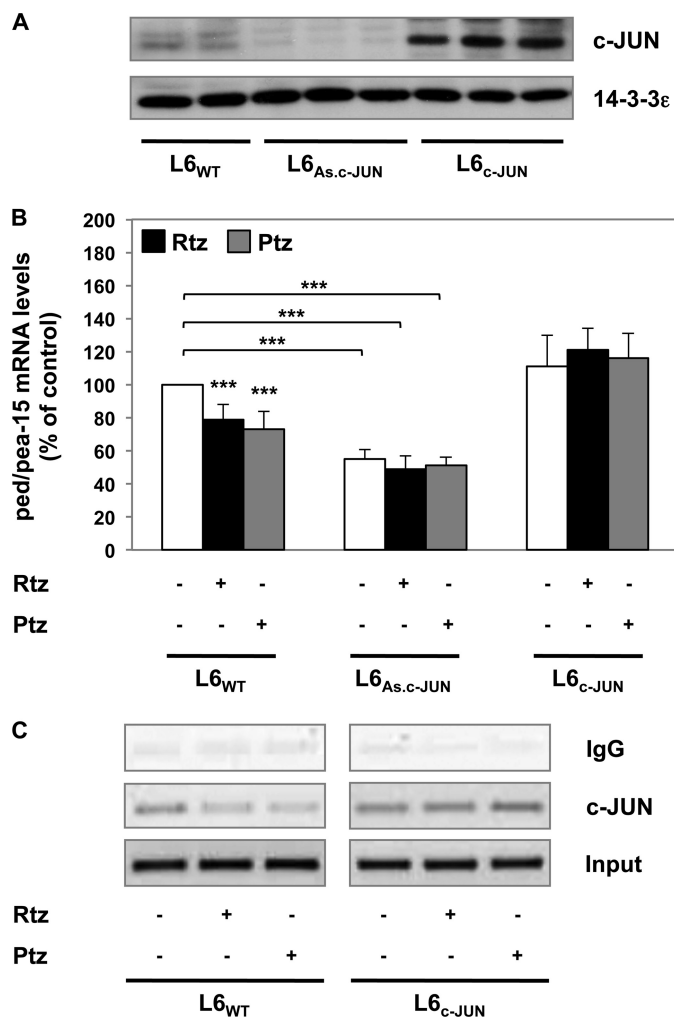 A
c-JUN
14-3-3ε
L6WT L6As.c-JUN L6c-JUN
B
ped/pea-15 mRNA levels
(% of control)
200
180
160
140
120
100
80
60
40
20
0
Rtz Ptz
***
***
***
*** ***
Rtz - + - - + - - + -
Ptz - - + - - + - - +
L6WT L6As.c-JUN L6c-JUN
C
IgG
c-JUN
Input
Rtz - + - - + -
Ptz - - + - - +
L6WT L6c-JUN